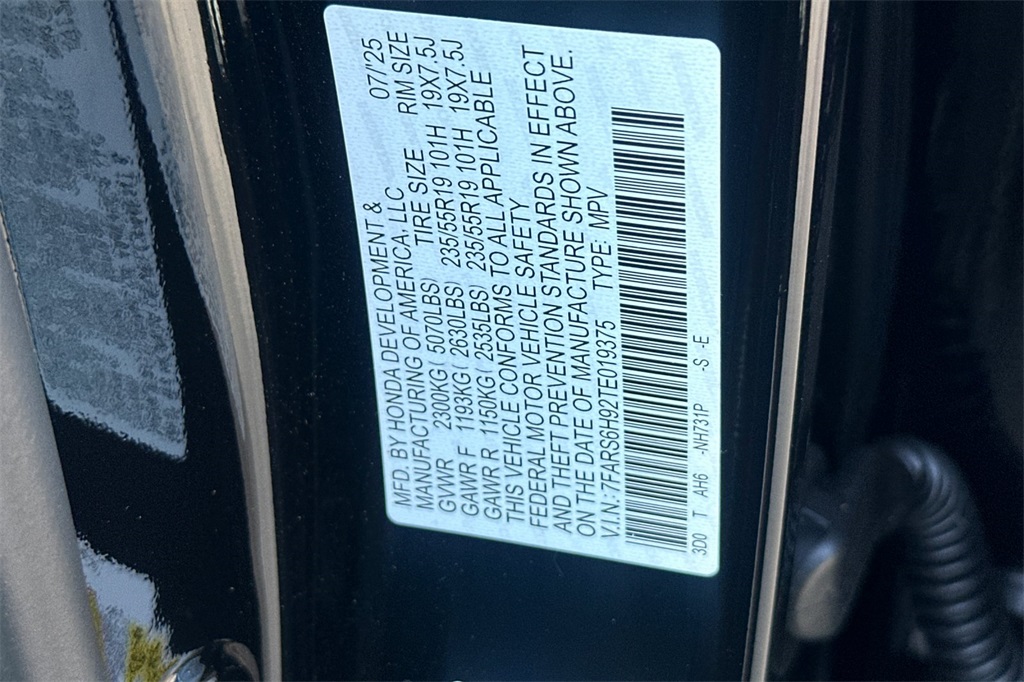 MFD. BY HONDA DEVELOPMENT &
MANUFACTURING OF AMERICA, LLC 07/'25
GVWR 2300KG ( 5070LBS) TIRE SIZE RIM SIZE
GAWR F 1193KG ( 2630LBS) 235/55R19 101H 19X7.5J
GAWR R 1150KG ( 2535LBS) 235/55R19 101H 19X7.5J
THIS VEHICLE CONFORMS TO ALL APPLICABLE
FEDERAL MOTOR VEHICLE SAFETY
AND THEFT PREVENTION STANDARDS IN EFFECT
ON THE DATE OF MANUFACTURE SHOWN ABOVE.
V.I.N.:7FARS6H92TE019375 TYPE: MPV
3D0 T AH6 -NH731P -S -E